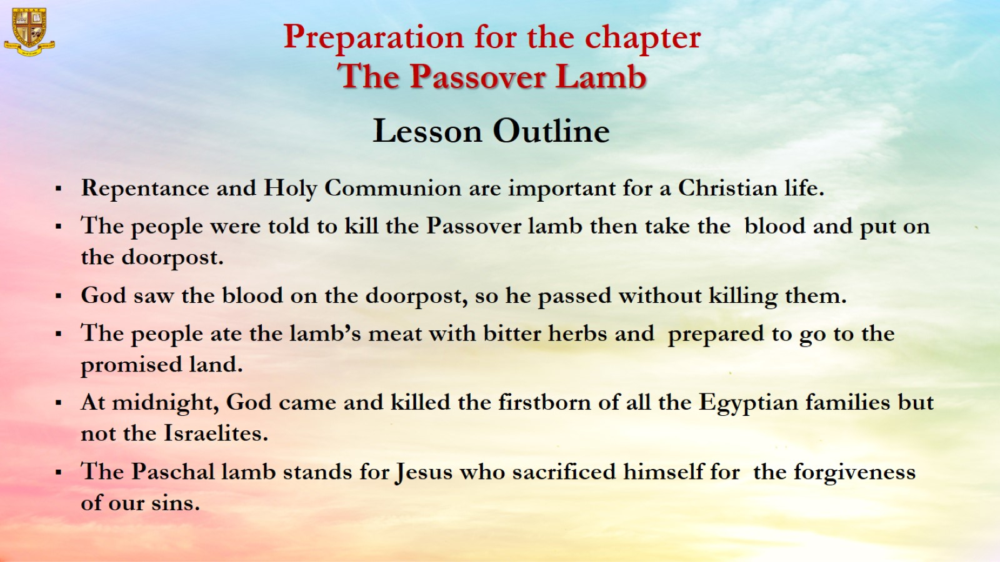 Preparation for the chapter
The Passover Lamb
Lesson Outline
▪ Repentance and Holy Communion are important for a Christian life.
▪ The people were told to kill the Passover lamb then take the  blood and put on
the doorpost.
▪ God saw the blood on the doorpost, so he passed without killing them.
▪ The people ate the lamb’s meat with bitter herbs and  prepared to go to the
promised land.
▪ At midnight, God came and killed the firstborn of all the Egyptian families but
not the Israelites.
▪ The Paschal lamb stands for Jesus who sacrificed himself for  the forgiveness
of our sins.